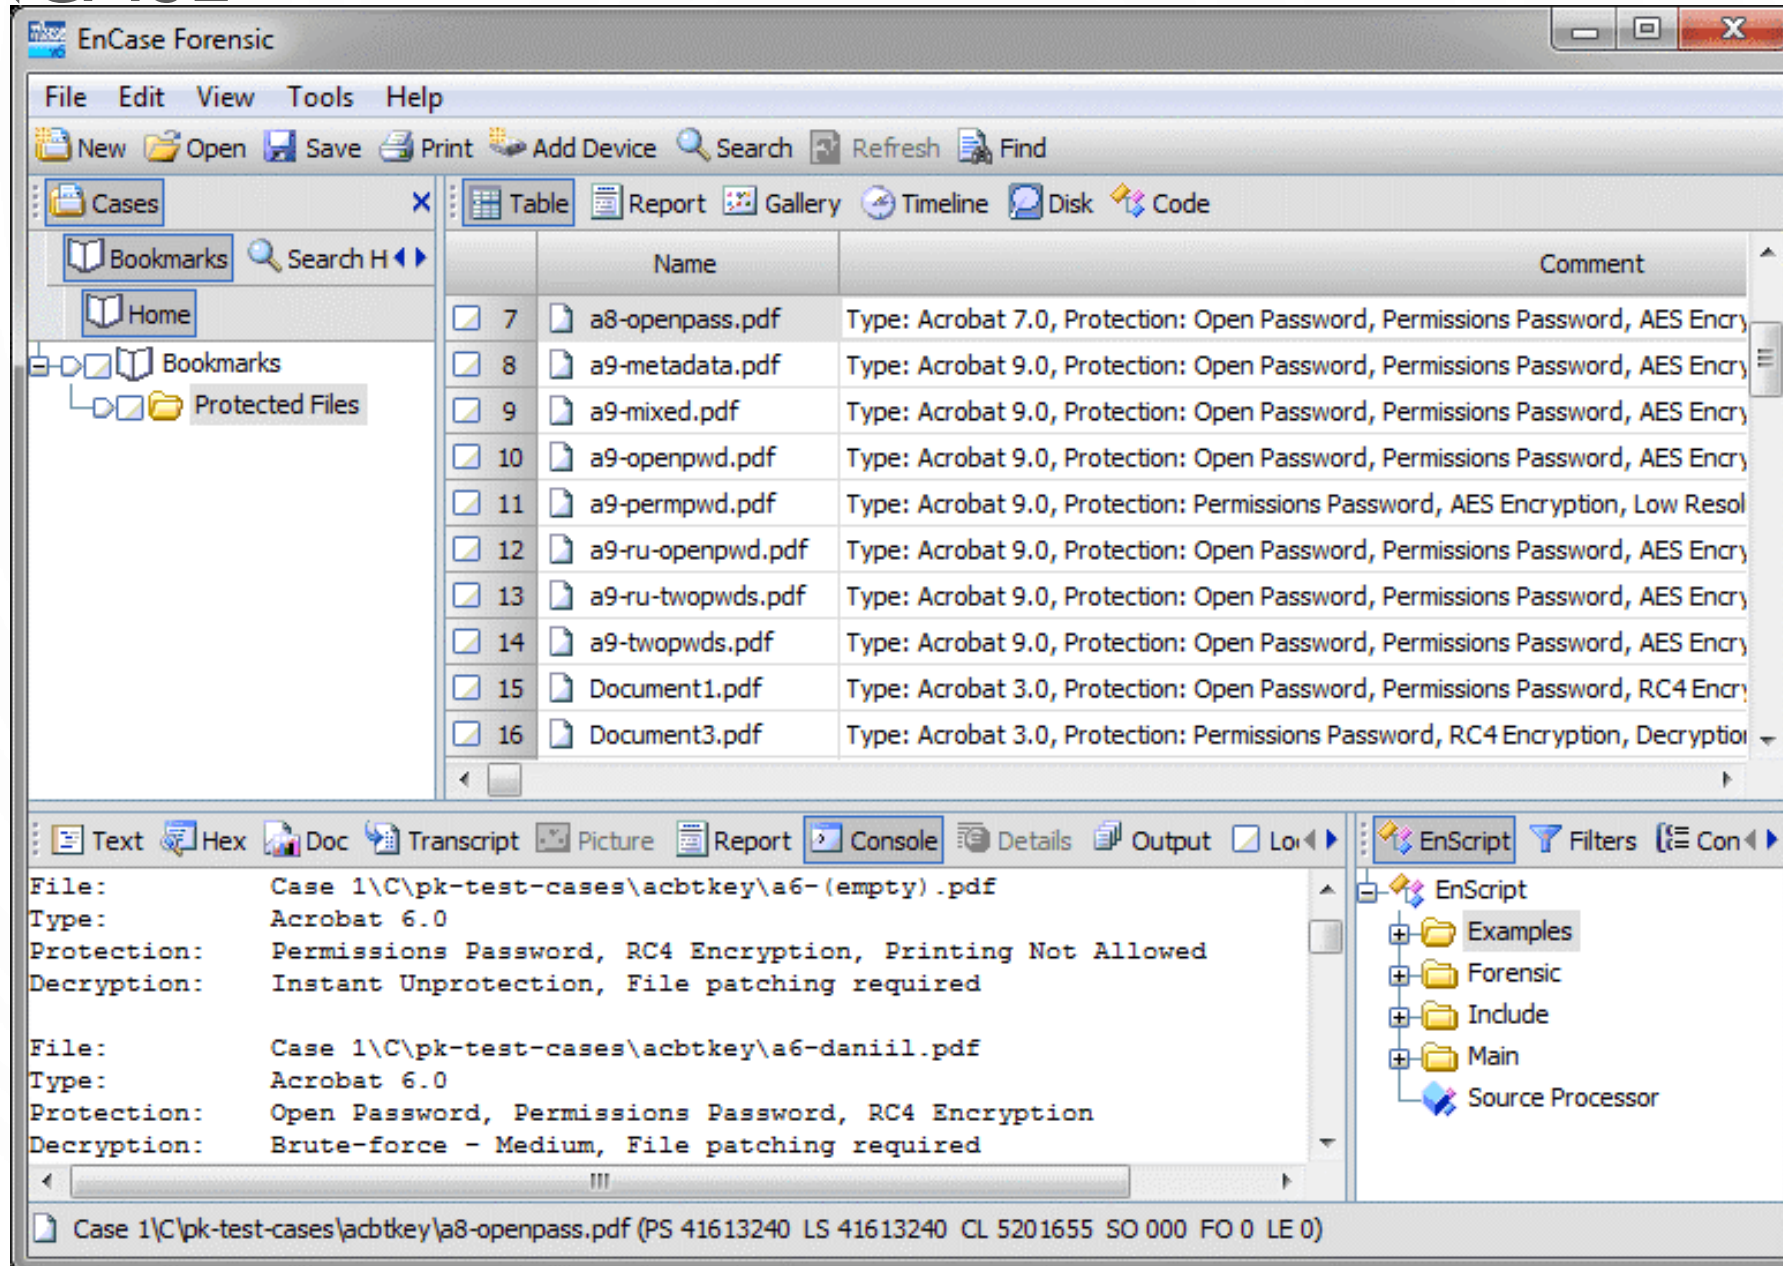 EnCase Forensic
File Edit View Tools Help
New Open Save Print Add Device Search Refresh Find
Cases
Table Report Gallery Timeline Disk Code
Bookmarks Search H
Home
Bookmarks
Protected Files
Name Comment
7 a8-openpass.pdf Type: Acrobat 7.0, Protection: Open Password, Permissions Password, AES Encry
8 a9-metadata.pdf Type: Acrobat 9.0, Protection: Open Password, Permissions Password, AES Encry
9 a9-mixed.pdf Type: Acrobat 9.0, Protection: Open Password, Permissions Password, AES Encry
10 a9-openpwd.pdf Type: Acrobat 9.0, Protection: Open Password, Permissions Password, AES Encry
11 a9-permpwd.pdf Type: Acrobat 9.0, Protection: Permissions Password, AES Encryption, Low Resol
12 a9-ru-openpwd.pdf Type: Acrobat 9.0, Protection: Open Password, Permissions Password, AES Encry
13 a9-ru-twopwds.pdf Type: Acrobat 9.0, Protection: Open Password, Permissions Password, AES Encry
14 a9-twopwds.pdf Type: Acrobat 9.0, Protection: Open Password, Permissions Password, AES Encry
15 Document1.pdf Type: Acrobat 3.0, Protection: Open Password, Permissions Password, RC4 Encry
16 Document3.pdf Type: Acrobat 3.0, Protection: Permissions Password, RC4 Encryption, Decryption
Text Hex Doc Transcript Picture Report Console Details Output Lo
File: Case 1\C\pk-test-cases\acbtkey\a6-(empty).pdf
Type: Acrobat 6.0
Protection: Permissions Password, RC4 Encryption, Printing Not Allowed
Decryption: Instant Unprotection, File patching required
File: Case 1\C\pk-test-cases\acbtkey\a6-daniil.pdf
Type: Acrobat 6.0
Protection: Open Password, Permissions Password, RC4 Encryption
Decryption: Brute-force - Medium, File patching required
EnScript Filters Con
EnScript
Examples
Forensic
Include
Main
Source Processor
Case 1\C\pk-test-cases\acbtkey\a8-openpass.pdf (PS 41613240 LS 41613240 CL 5201655 SO 000 FO 0 LE 0)